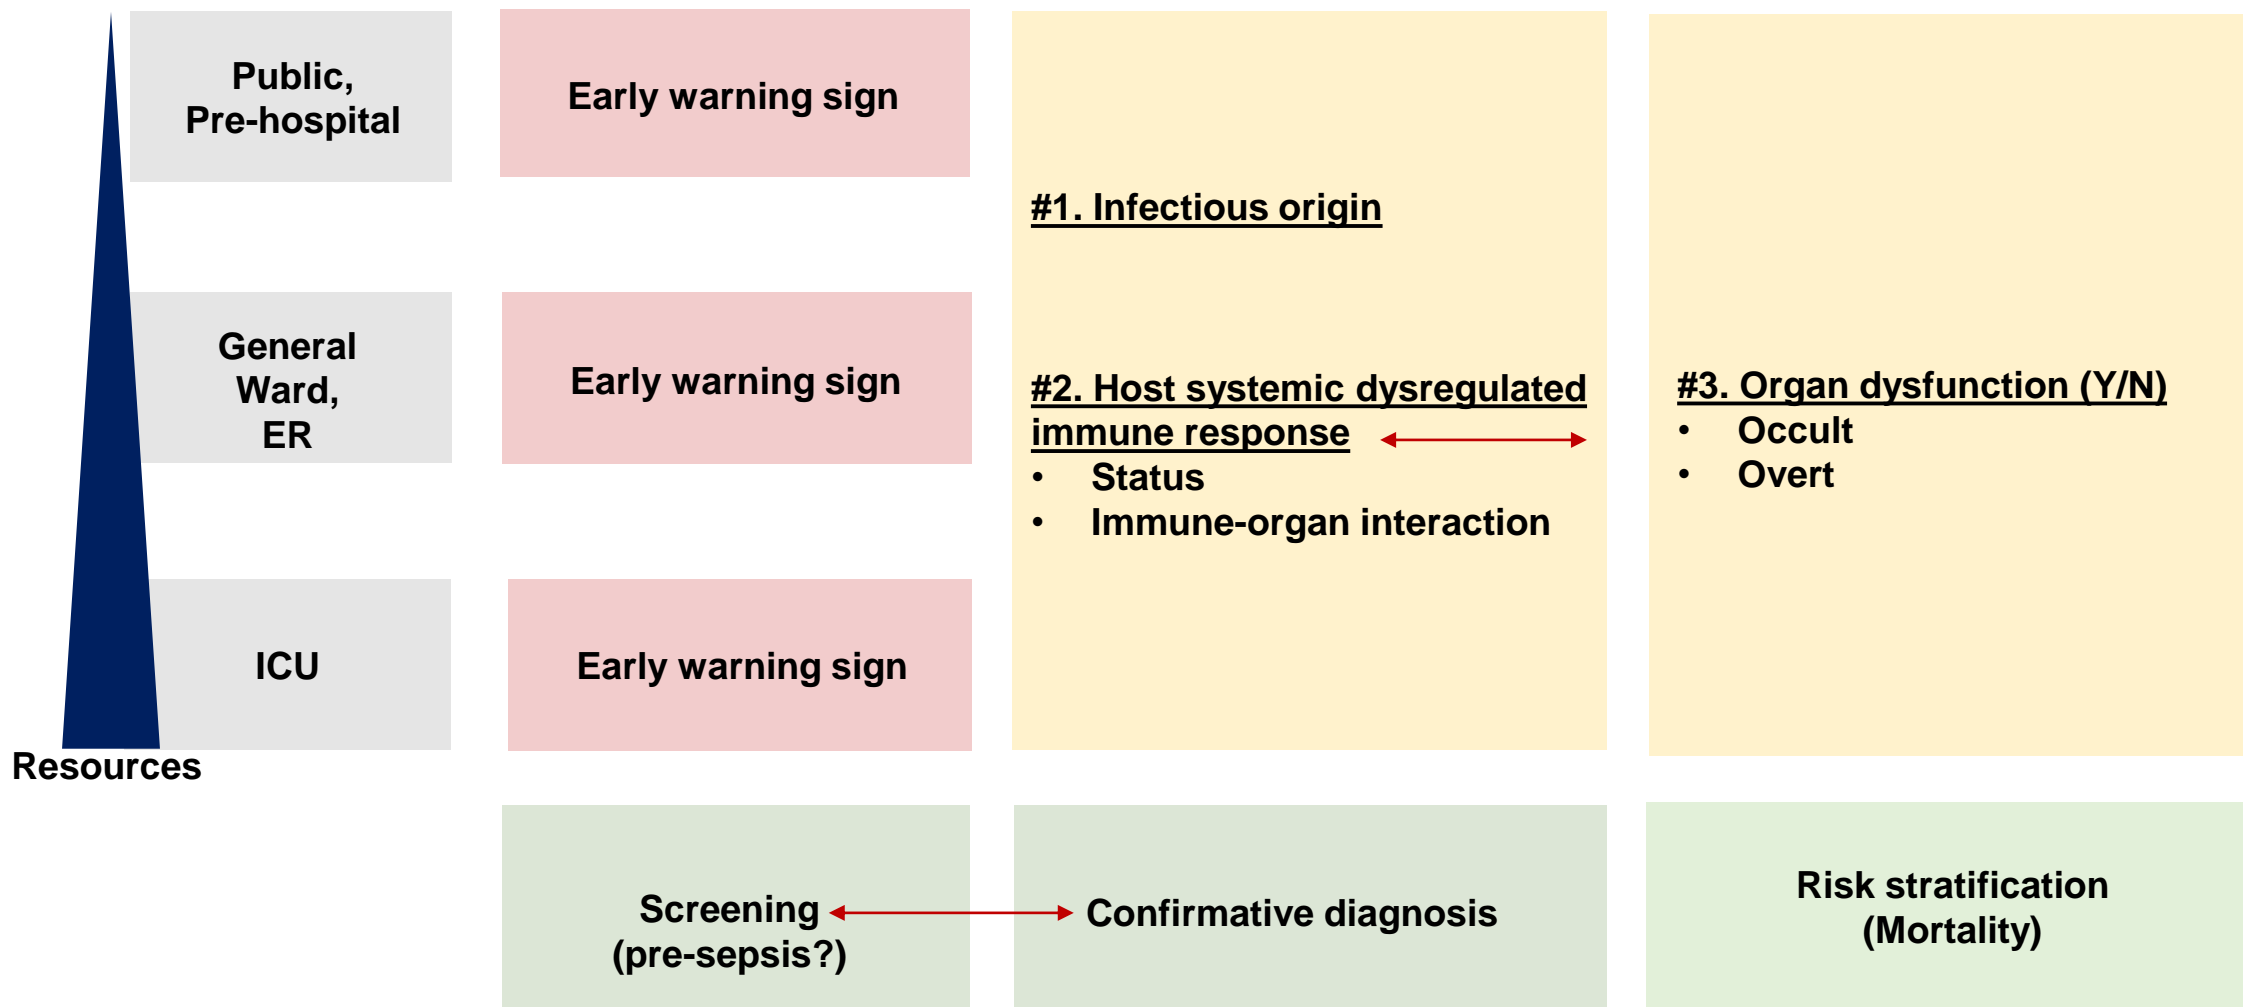 Public,
Pre-hospital
Early warning sign
#1. Infectious origin
General
Ward,
ER
Early warning sign
#2. Host systemic dysregulated
immune response
• Status
• Immune-organ interaction
#3. Organ dysfunction (Y/N)
• Occult
• Overt
ICU
Early warning sign
Resources
Screening
(pre-sepsis?)
Confirmative diagnosis
Risk stratification
(Mortality)